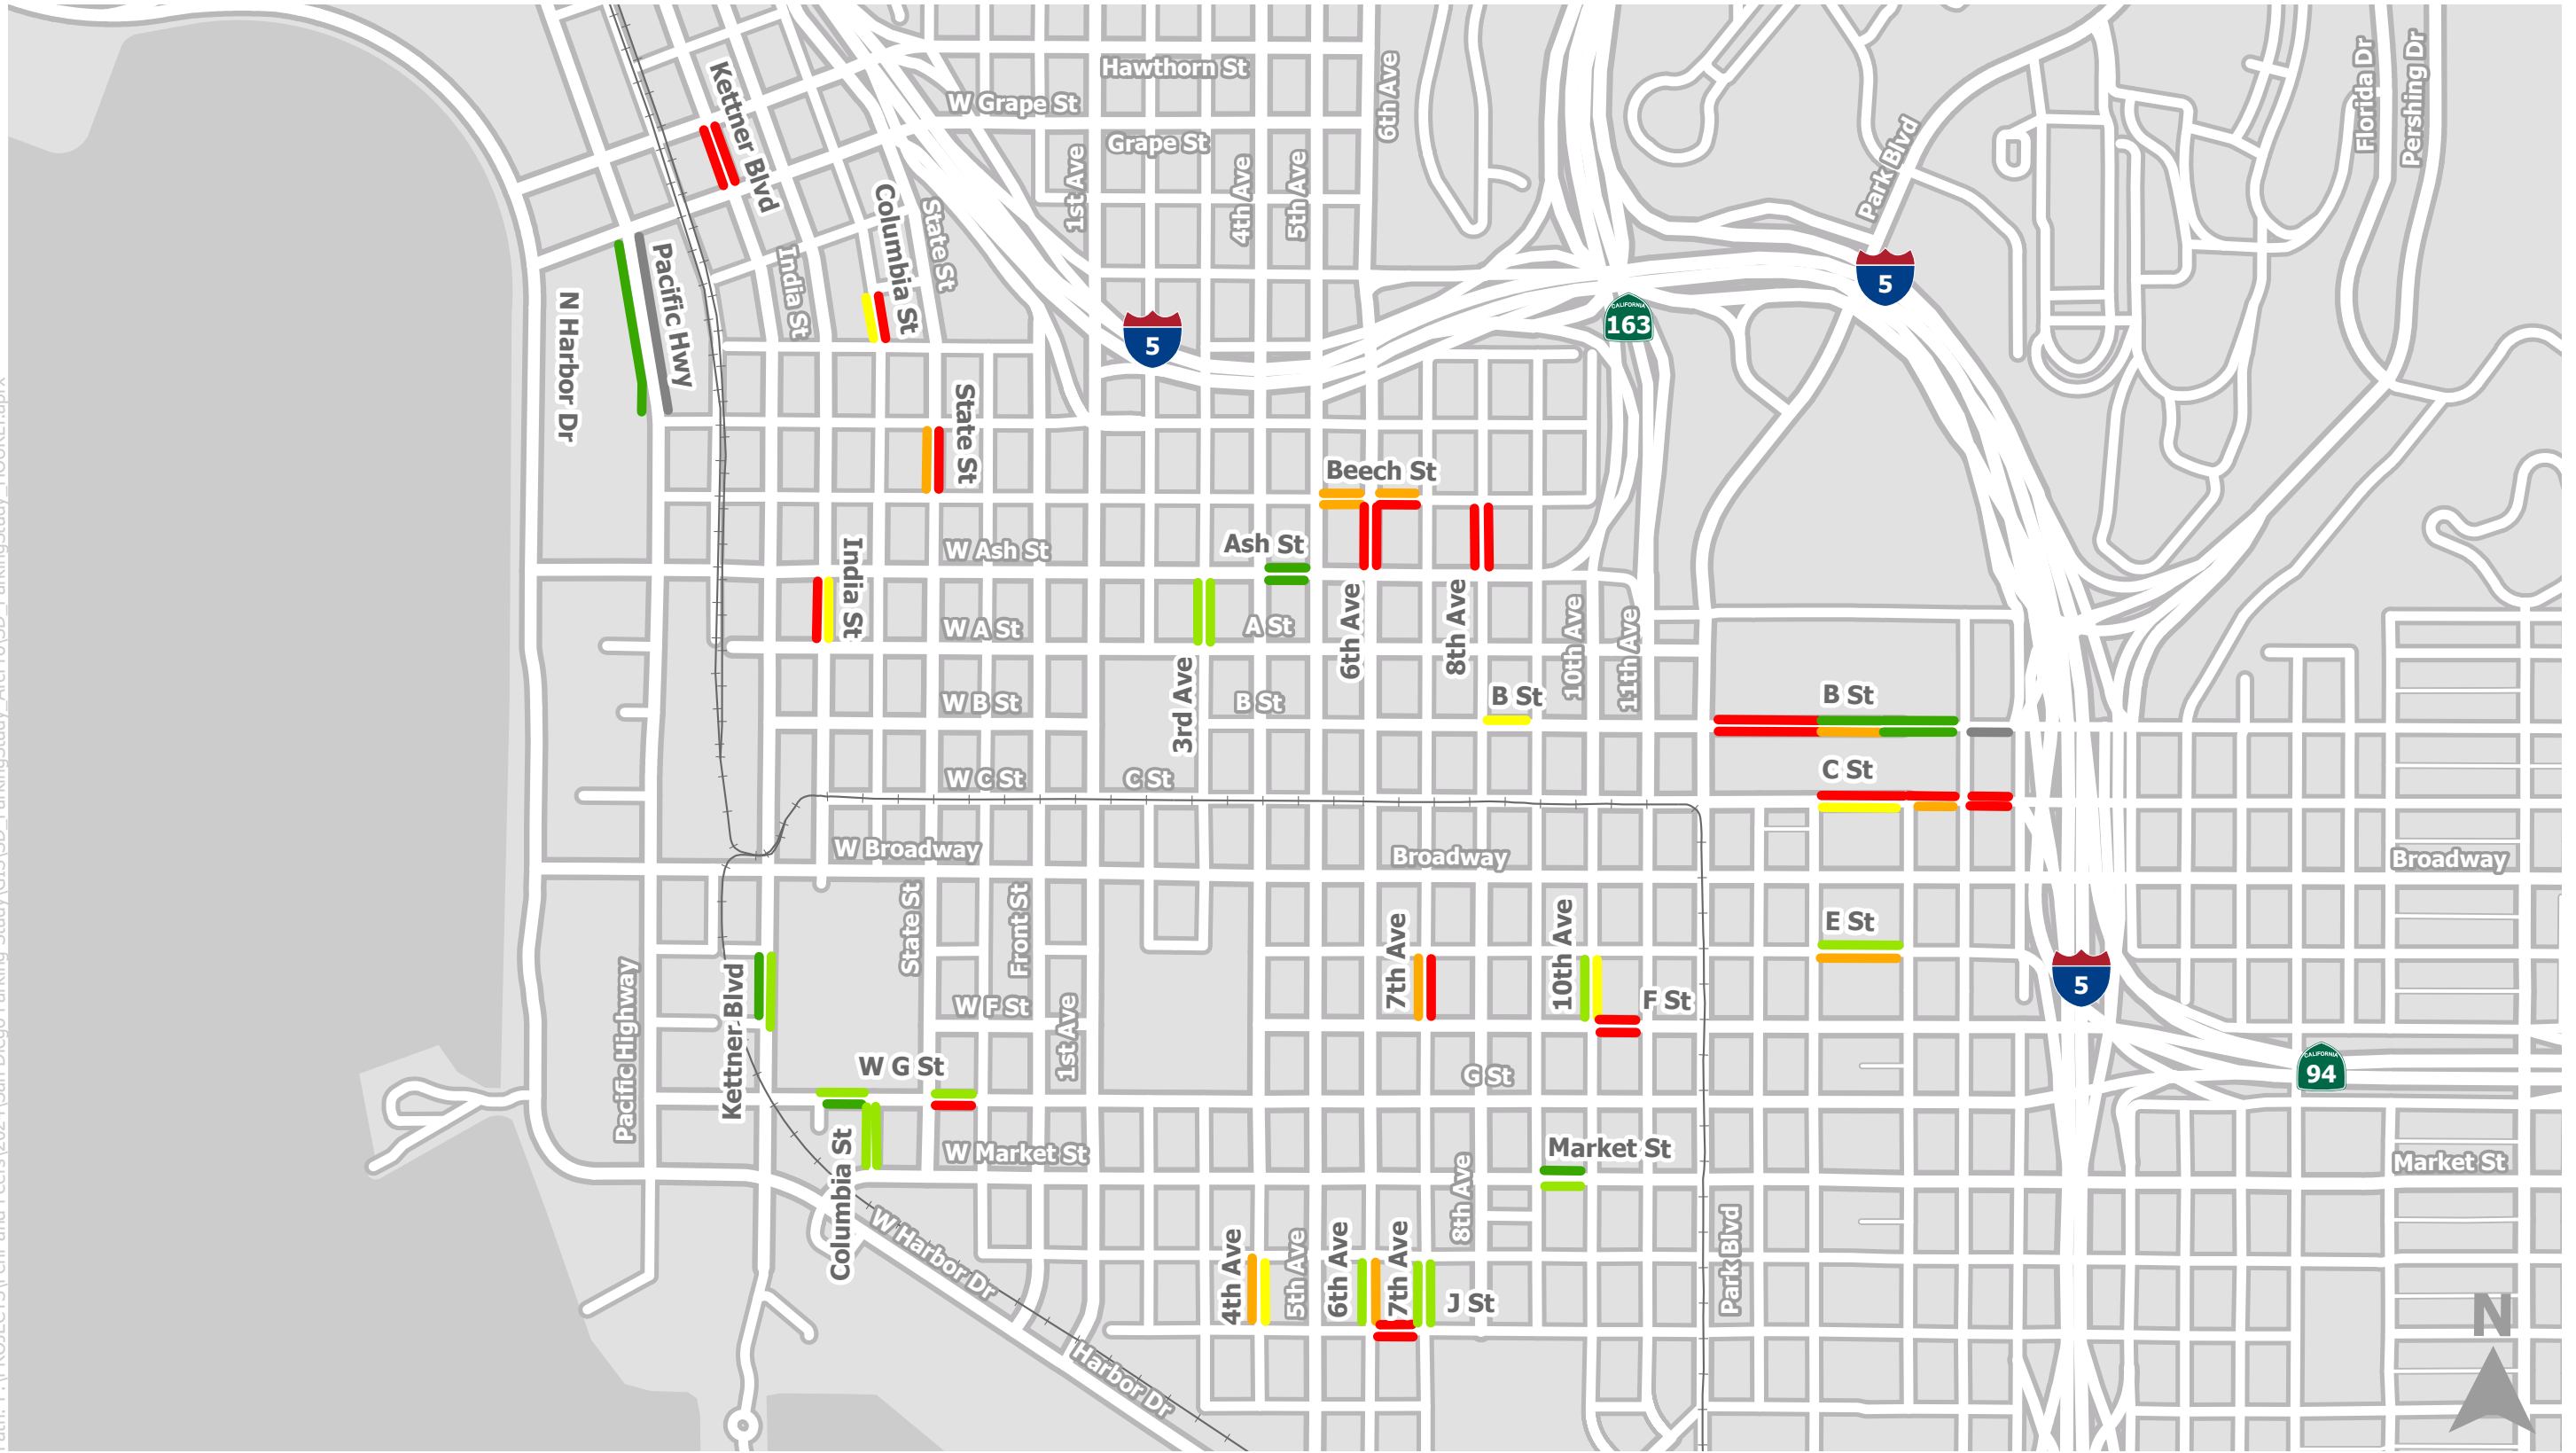 Hawthorn St
W Grape St
Grape St
Kettner Blvd
6th Ave
Florida Dr
Pershing Dr
Park Blvd
1st Ave
4th Ave
5th Ave
Columbia St
State St
India St
Pacific Hwy
N Harbor Dr
5
CALIFORNIA
163
5
State St
Beech St
Ash St
W Ash St
India St
W A St
A St
6th Ave
8th Ave
10th Ave
11th Ave
3rd Ave
W B St
B St
B St
B St
W C St
C St
C St
W Broadway
Broadway
Broadway
State St
Front St
7th Ave
10th Ave
E St
F St
5
Pacific Highway
Kettner Blvd
W F St
1st Ave
W G St
G St
CALIFORNIA
94
Columbia St
W Market St
Market St
Market St
8th Ave
W Harbor Dr
4th Ave
5th Ave
6th Ave
7th Ave
J St
Park Blvd
Harbor Dr
N